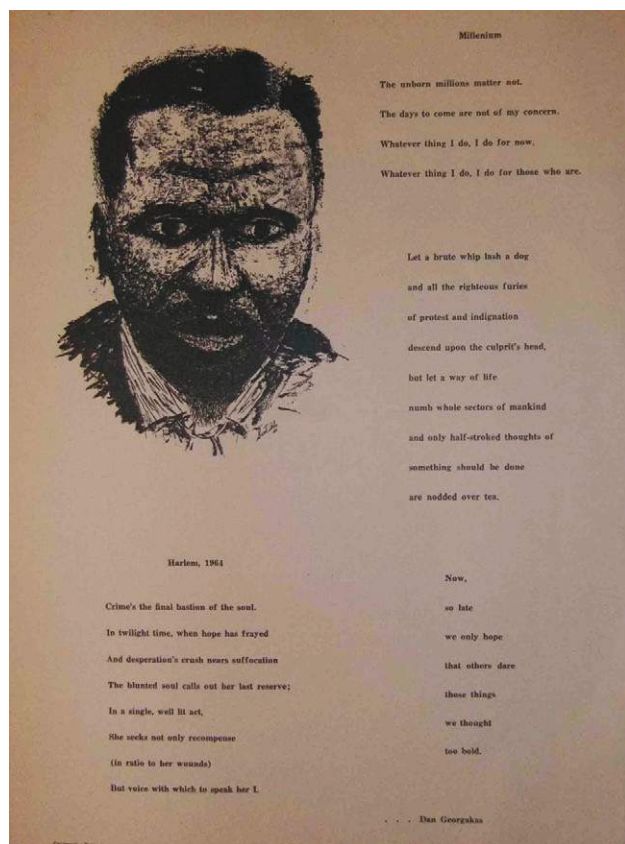 Millenium
The unborn millions matter not.
The days to come are not of my concern.
Whatever thing I do, I do for now.
Whatever thing I do, I do for those who are.
Let a brute whip lash a dog
and all the righteous furies
of protest and indignation
descend upon the culprit's head,
but let a way of life
numb whole sectors of mankind
and only half-stroked thoughts of
something should be done
are nodded over tea.
Harlem, 1964
Crime's the final bastion of the soul.
In twilight time, when hope has frayed
And desperation's crush nears suffocation
The blunted soul calls out her last reserve;
In a single, well lit act,
She seeks not only recompense
(in ratio to her wounds)
But voice with which to speak her I.
Now,
so late
we only hope
that others dare
those things
we thought
too bold.
. . . Dan Georgakas